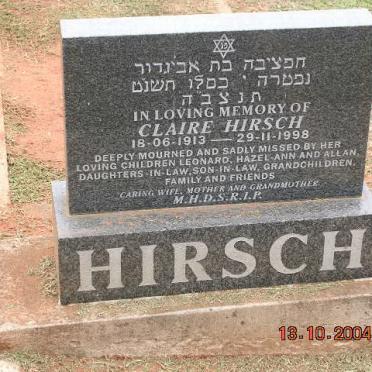 חפציבה בת אביגדור
נפטרה י' כסלו תשנט
תנצבה
IN LOVING MEMORY OF
CLAIRE HIRSCH
18-06-1913 — 29-11-1998
DEEPLY MOURNED AND SADLY MISSED BY HER
LOVING CHILDREN LEONARD, HAZEL-ANN AND ALLAN,
DAUGHTERS-IN-LAW, SON-IN-LAW, GRANDCHILDREN,
FAMILY AND FRIENDS
CARING WIFE, MOTHER AND GRANDMOTHER
M.H.D.S.R.I.P.
HIRSCH
13.10.2004